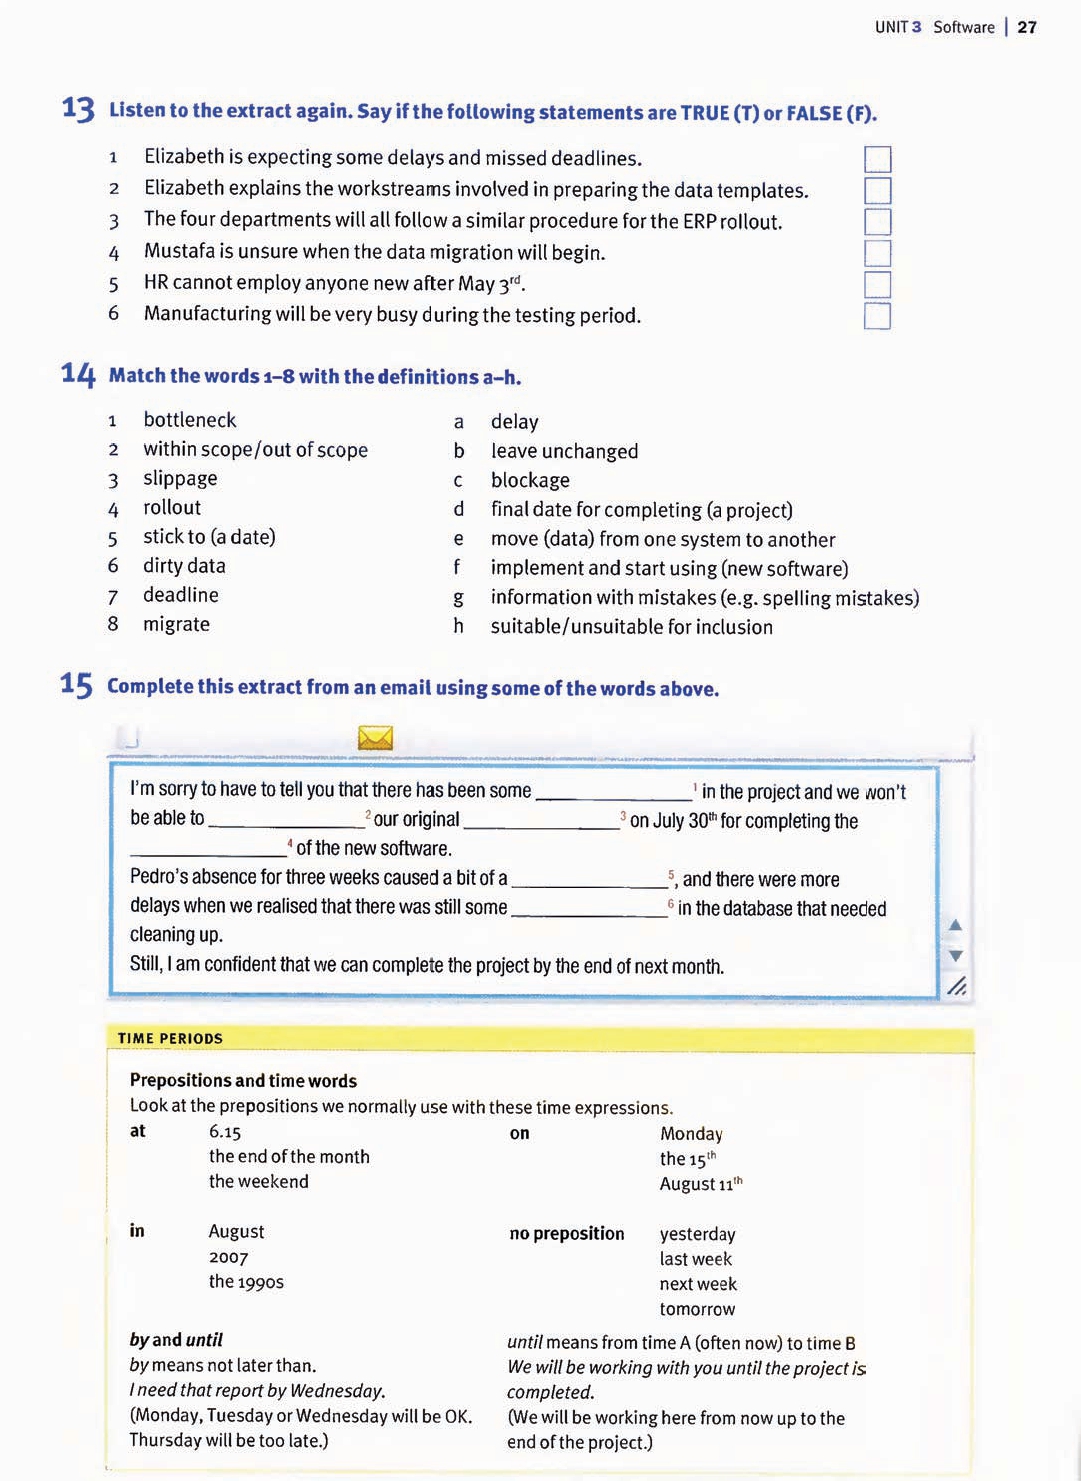 UNIT 3 Software | 27
13 Listen to the extract again. Say if the following statements are TRUE (T) or FALSE (F).
1 Elizabeth is expecting some delays and missed deadlines.
2 Elizabeth explains the workstreams involved in preparing the data templates.
3 The four departments will all follow a similar procedure for the ERP rollout.
4 Mustafa is unsure when the data migration will begin.
5 HR cannot employ anyone new after May 3rd.
6 Manufacturing will be very busy during the testing period.
14 Match the words 1–8 with the definitions a–h.
1 bottleneck a delay
2 within scope/out of scope b leave unchanged
3 slippage c blockage
4 rollout d final date for completing (a project)
5 stick to (a date) e move (data) from one system to another
6 dirty data f implement and start using (new software)
7 deadline g information with mistakes (e.g. spelling mistakes)
8 migrate h suitable/unsuitable for inclusion
15 Complete this extract from an email using some of the words above.
I'm sorry to have to tell you that there has been some ______________ 1 in the project and we won't
be able to ______________ 2 our original ______________ 3 on July 30th for completing the
______________ 4 of the new software.
Pedro's absence for three weeks caused a bit of a ______________ 5, and there were more
delays when we realised that there was still some ______________ 6 in the database that needed
cleaning up.
Still, I am confident that we can complete the project by the end of next month.
TIME PERIODS
Prepositions and time words
Look at the prepositions we normally use with these time expressions.
at 6.15 on Monday
the end of the month the 15th
the weekend August 11th
in August no preposition yesterday
2007 last week
the 1990s next week
tomorrow
by and until
by means not later than.
I need that report by Wednesday.
(Monday, Tuesday or Wednesday will be OK.
Thursday will be too late.)
until means from time A (often now) to time B
We will be working with you until the project is
completed.
(We will be working here from now up to the
end of the project.)